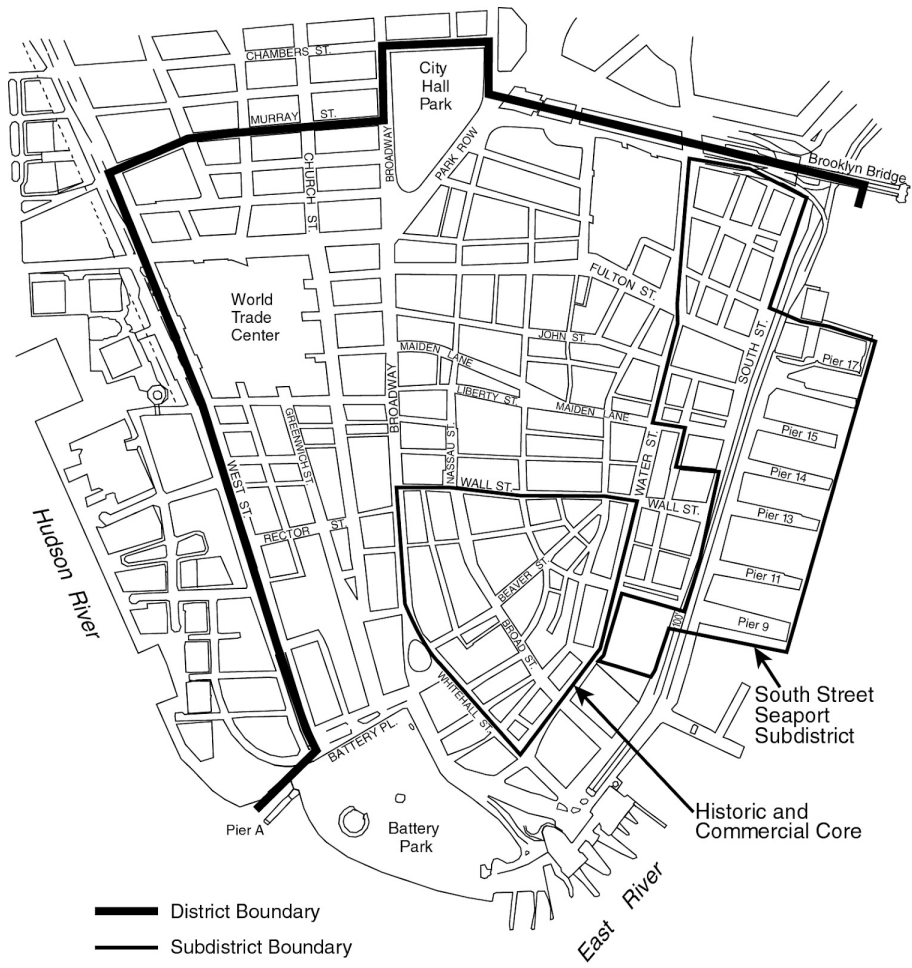 CHAMBERS ST.
City
Hall
Park
MURRAY ST.
BROADWAY
PARK ROW
CHURCH ST.
Brooklyn Bridge
FULTON ST.
World
Trade
Center
SOUTH ST.
JOHN ST.
MAIDEN LANE
Pier 17
BROADWAY
LIBERTY ST.
MAIDEN LANE
GREENWICH ST.
Pier 15
NASSAU ST.
WATER ST.
Pier 14
WEST ST.
WALL ST.
WALL ST.
Pier 13
RECTOR ST.
Hudson River
BEAVER ST.
Pier 11
BROAD ST.
100'
Pier 9
WHITEHALL ST.
South Street
Seaport
Subdistrict
BATTERY PL.
Historic and
Commercial Core
Pier A
Battery
Park
East River
District Boundary
Subdistrict Boundary